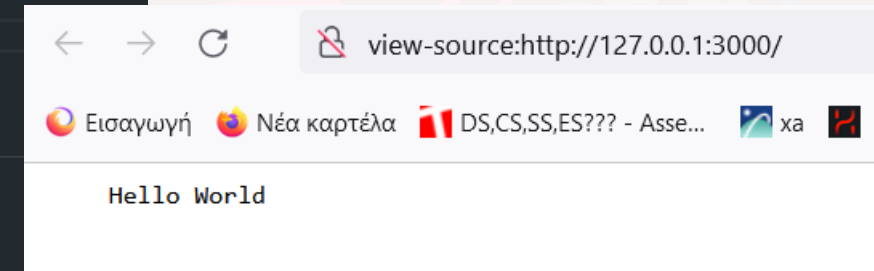 view-source:http://127.0.0.1:3000/
Εισαγωγή Νέα καρτέλα DS,CS,SS,ES??? - Asse... xa
Hello World